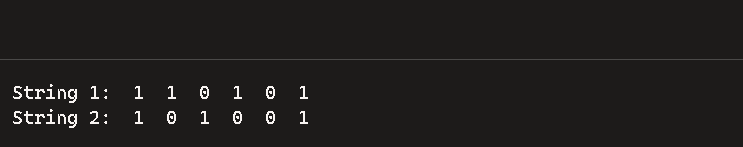 String 1:  1  1  0  1  0  1
String 2:  1  0  1  0  0  1